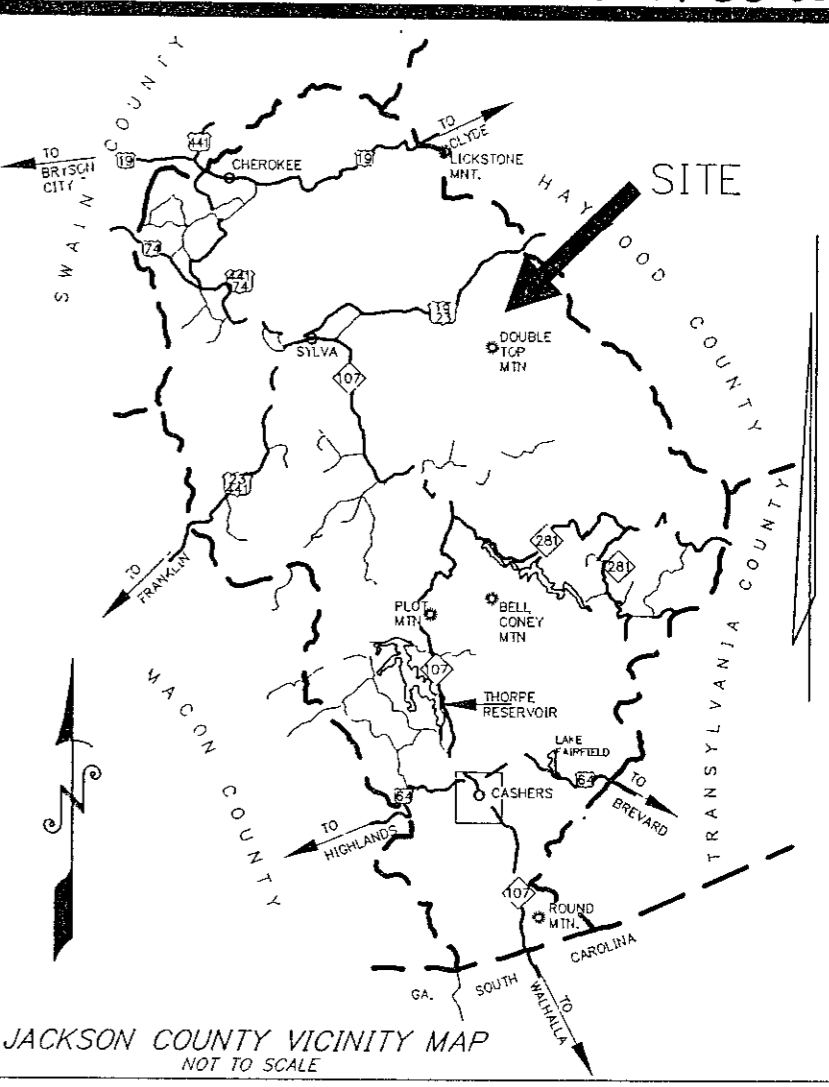 SWAIN COUNTY
TO
BRYSON
CITY
19
441
CHEROKEE
19
TO
CLYDE
LICKSTONE
MNT.
SITE
HAYWOOD COUNTY
74
441
74
SYLVA
19
23
DOUBLE
TOP
MTN
107
23
441
TO
FRANKLIN
281
281
PLOT
MTN
BELL
CONEY
MTN
107
THORPE
RESERVOIR
MACON COUNTY
TRANSYLVANIA COUNTY
LAKE
FAIRFIELD
64
64
TO
BREVARD
CASHERS
TO
HIGHLANDS
107
ROUND
MTN.
GA.
SOUTH CAROLINA
TO
WALHALLA
N
JACKSON COUNTY VICINITY MAP
NOT TO SCALE